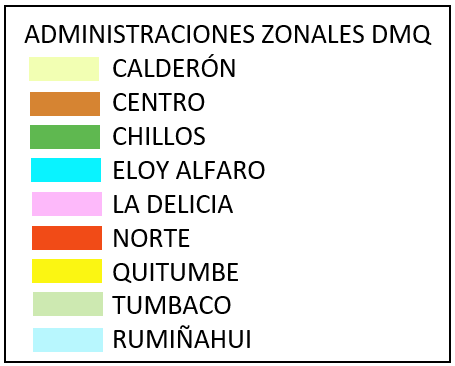 ADMINISTRACIONES ZONALES DMQ
CALDERÓN
CENTRO
CHILLOS
ELOY ALFARO
LA DELICIA
NORTE
QUITUMBE
TUMBACO
RUMIÑAHUI